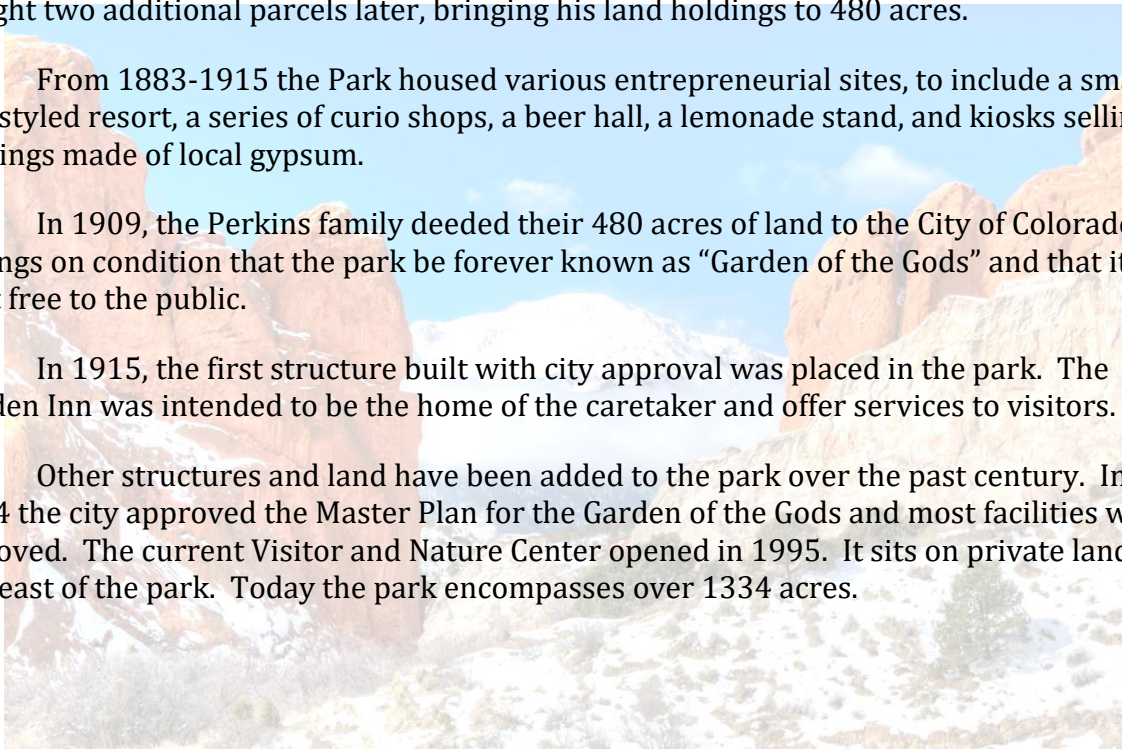 ght two additional parcels later, bringing his land holdings to 480 acres.
From 1883-1915 the Park housed various entrepreneurial sites, to include a sm
styled resort, a series of curio shops, a beer hall, a lemonade stand, and kiosks selli
ings made of local gypsum.
In 1909, the Perkins family deeded their 480 acres of land to the City of Colorad
ngs on condition that the park be forever known as “Garden of the Gods” and that it
free to the public.
In 1915, the first structure built with city approval was placed in the park. The
den Inn was intended to be the home of the caretaker and offer services to visitors.
Other structures and land have been added to the park over the past century. In
4 the city approved the Master Plan for the Garden of the Gods and most facilities w
oved. The current Visitor and Nature Center opened in 1995. It sits on private land
east of the park. Today the park encompasses over 1334 acres.